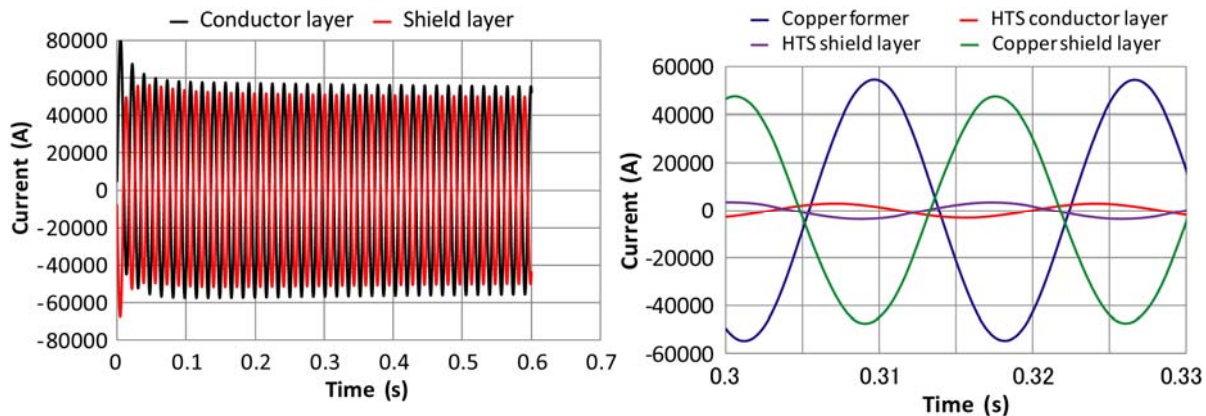 Conductor layer Shield layer
80000
60000
40000
20000
0
-20000
-40000
-60000
-80000
Current (A)
0 0.1 0.2 0.3 0.4 0.5 0.6 0.7
Time (s)
Copper former HTS conductor layer
HTS shield layer Copper shield layer
60000
40000
20000
0
-20000
-40000
-60000
Current (A)
0.3 0.31 0.32 0.33
Time (s)